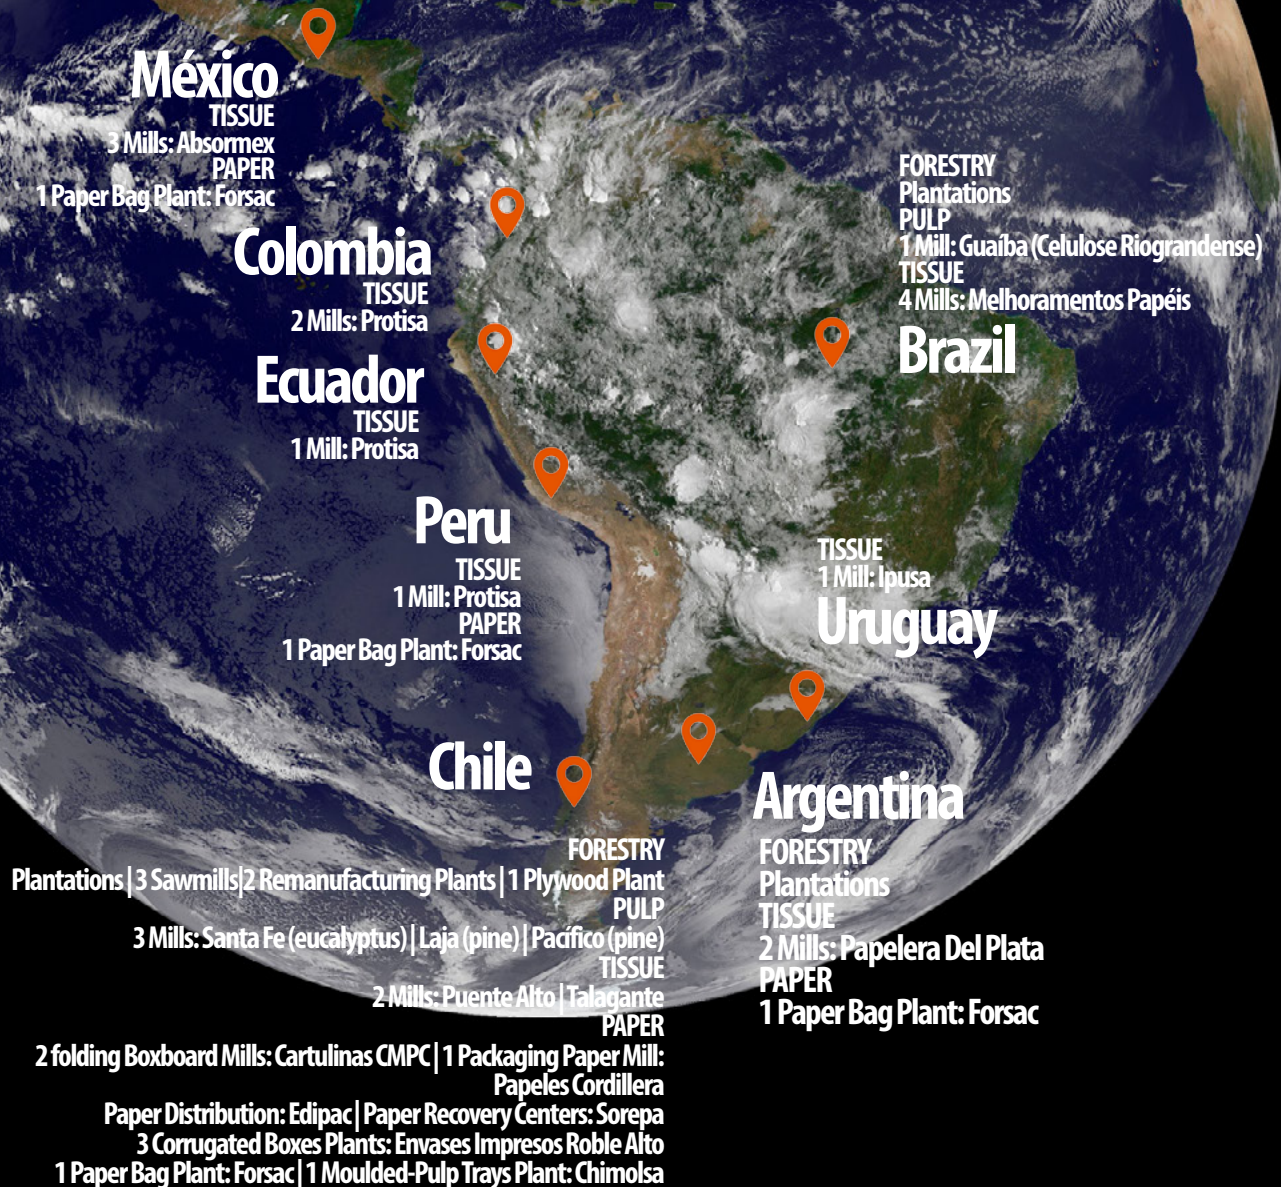 México
TISSUE
3 Mills: Absormex
PAPER
1 Paper Bag Plant: Forsac
Colombia
TISSUE
2 Mills: Protisa
Ecuador
TISSUE
1 Mill: Protisa
Peru
TISSUE
1 Mill: Protisa
PAPER
1 Paper Bag Plant: Forsac
Chile
FORESTRY
Plantations | 3 Sawmills|2 Remanufacturing Plants | 1 Plywood Plant
PULP
3 Mills: Santa Fe (eucalyptus) | Laja (pine) | Pacífico (pine)
TISSUE
2 Mills: Puente Alto | Talagante
PAPER
2 folding Boxboard Mills: Cartulinas CMPC | 1 Packaging Paper Mill:
Papeles Cordillera
Paper Distribution: Edipac | Paper Recovery Centers: Sorepa
3 Corrugated Boxes Plants: Envases Impresos Roble Alto
1 Paper Bag Plant: Forsac | 1 Moulded-Pulp Trays Plant: Chimolsa
FORESTRY
Plantations
PULP
1 Mill: Guaíba (Celulose Riograndense)
TISSUE
4 Mills: Melhoramentos Papéis
Brazil
TISSUE
1 Mill: Ipusa
Uruguay
Argentina
FORESTRY
Plantations
TISSUE
2 Mills: Papelera Del Plata
PAPER
1 Paper Bag Plant: Forsac